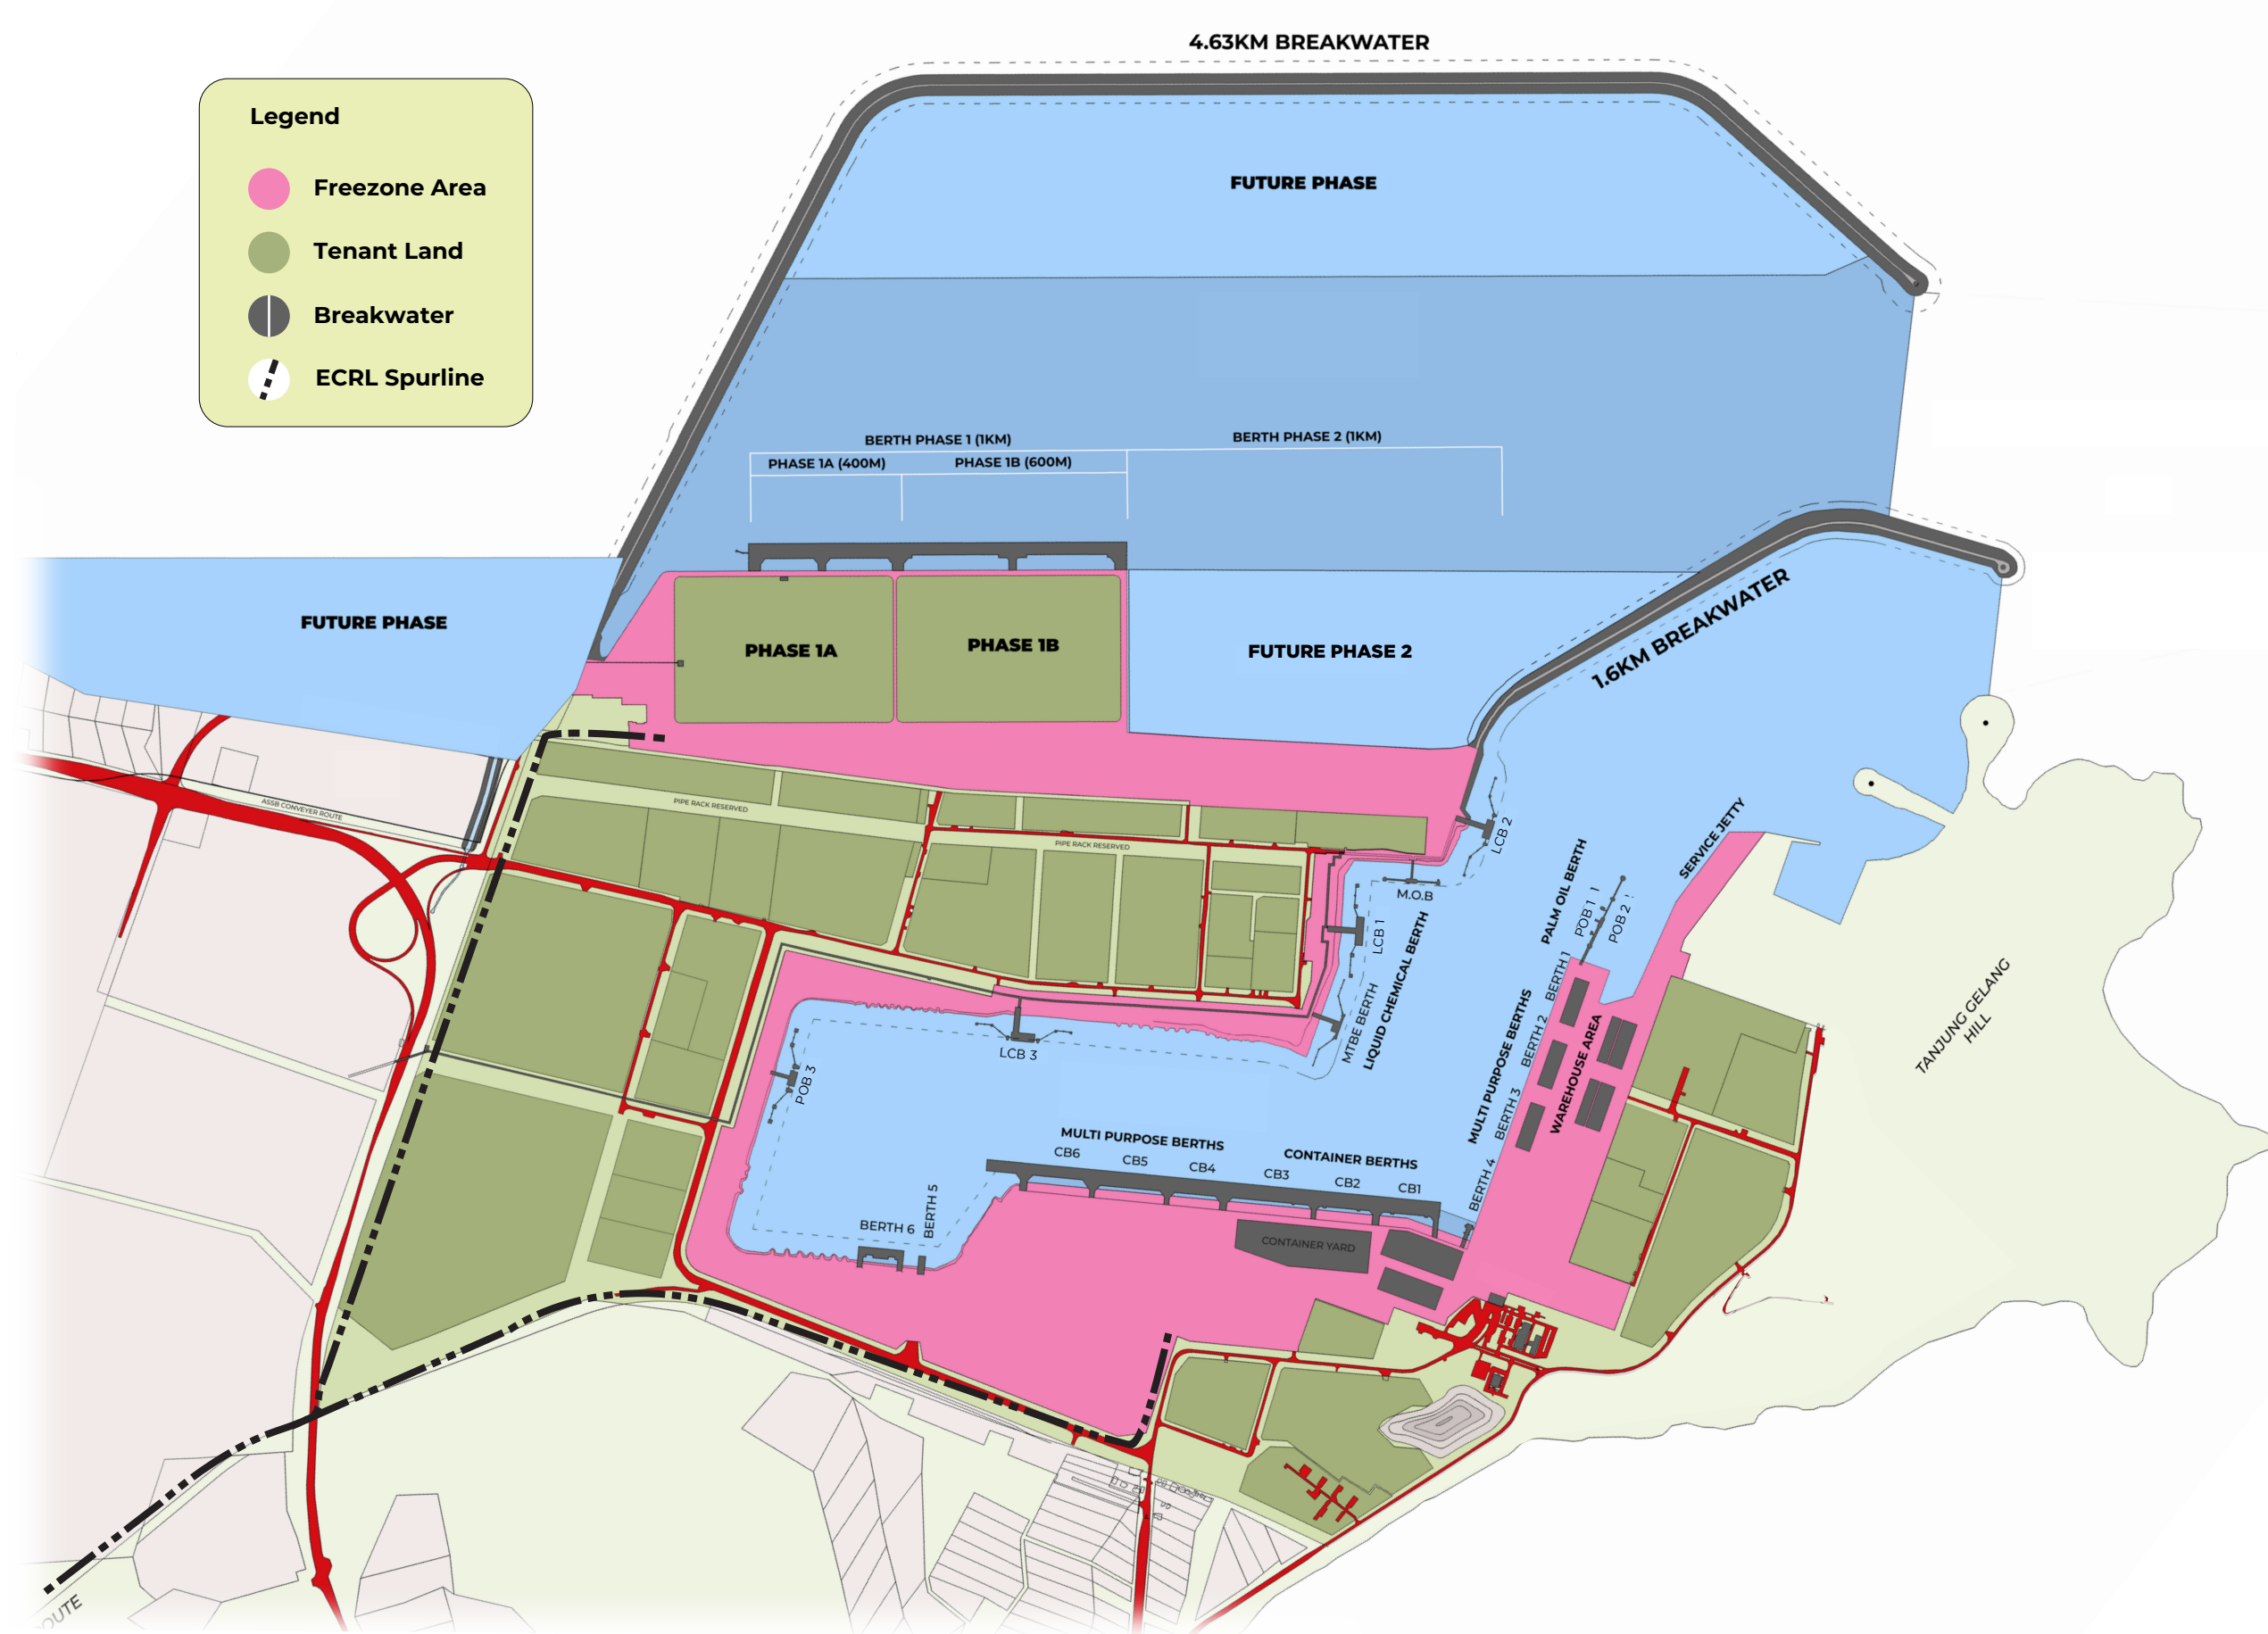 4.63KM BREAKWATER
Legend
Freezone Area
Tenant Land
Breakwater
ECRL Spurline
FUTURE PHASE
BERTH PHASE 1 (1KM)
BERTH PHASE 2 (1KM)
PHASE 1A (400M)
PHASE 1B (600M)
FUTURE PHASE
PHASE 1A
PHASE 1B
FUTURE PHASE 2
1.6KM BREAKWATER
ASSB CONVEYER ROUTE
PIPE RACK RESERVED
PIPE RACK RESERVED
LCB 2
M.O.B
LCB 1
LIQUID CHEMICAL BERTH
MTBE BERTH
LCB 3
POB 3
SERVICE JETTY
PALM OIL BERTH
POB 1
POB 2
MULTI PURPOSE BERTHS
BERTH 1
BERTH 2
BERTH 3
BERTH 4
WAREHOUSE AREA
TANJUNG GELANG
HILL
MULTI PURPOSE BERTHS
CB6
CB5
CB4
CONTAINER BERTHS
CB3
CB2
CB1
BERTH 6
BERTH 5
CONTAINER YARD